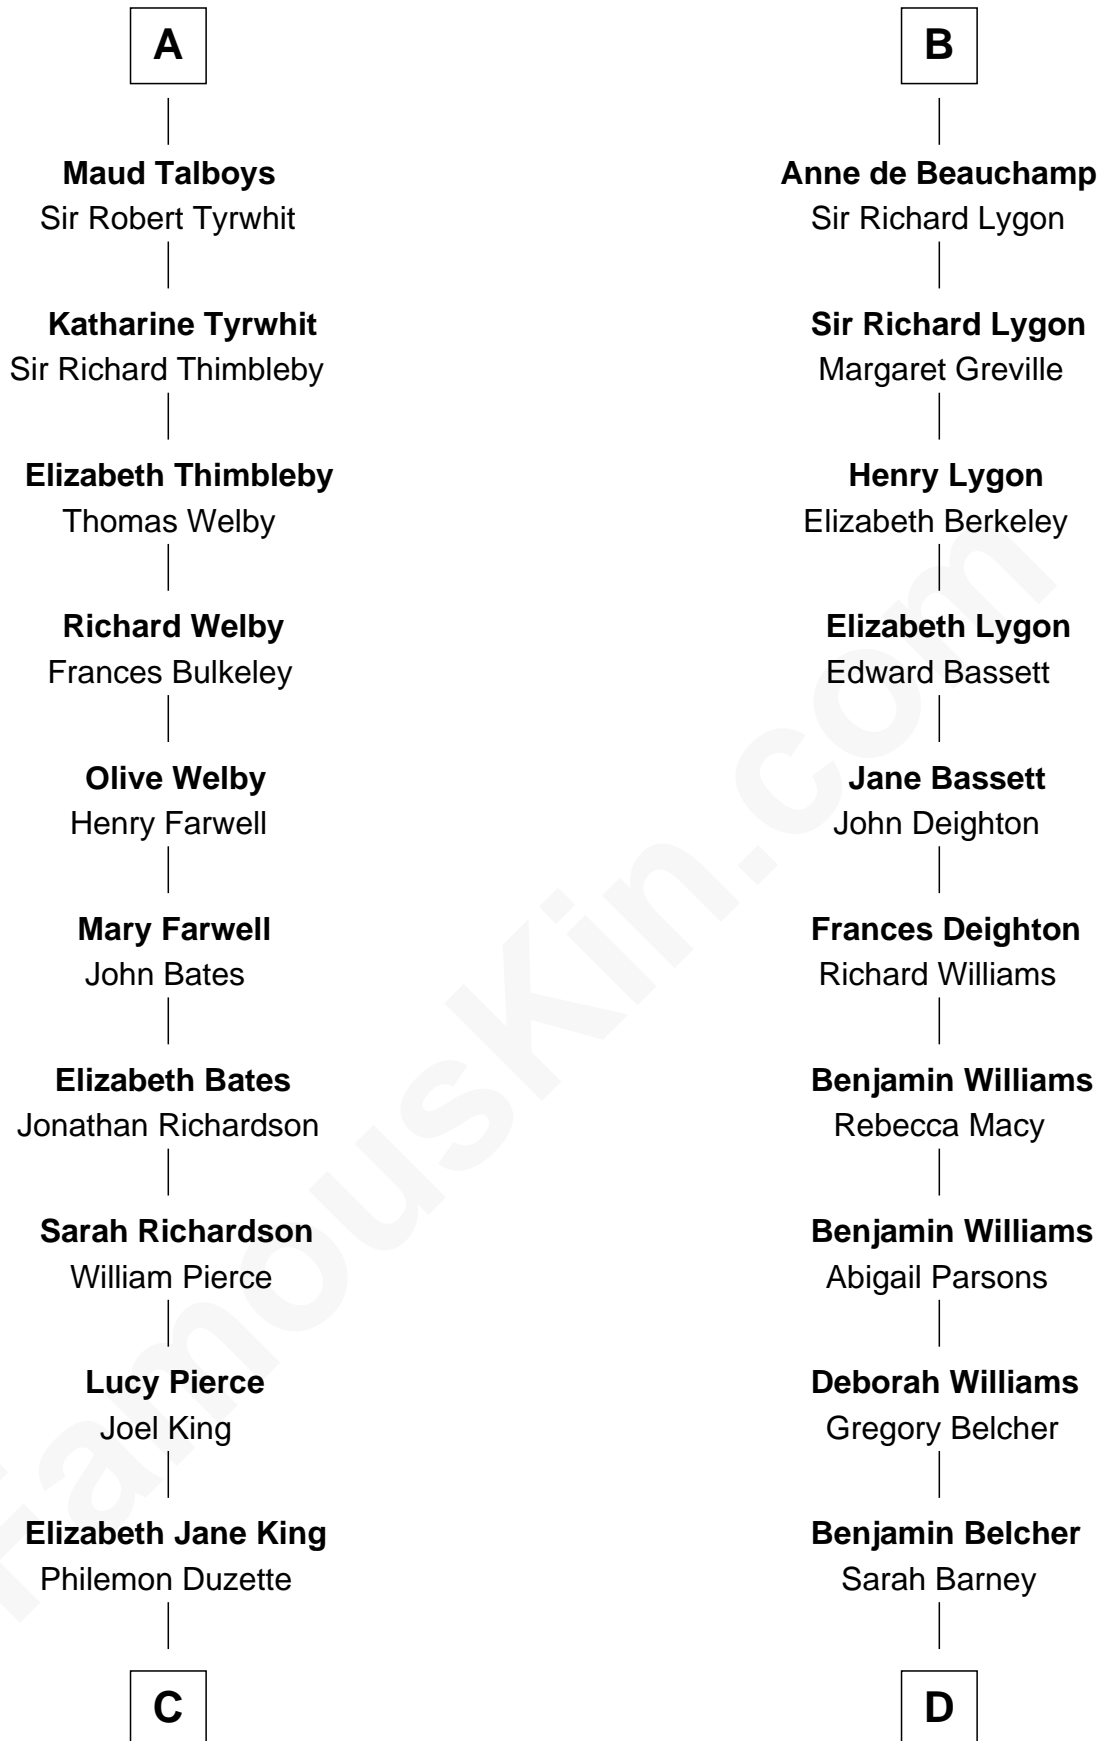 A
Maud Talboys
Sir Robert Tyrwhit
Katharine Tyrwhit
Sir Richard Thimbleby
Elizabeth Thimbleby
Thomas Welby
Richard Welby
Frances Bulkeley
Olive Welby
Henry Farwell
Mary Farwell
John Bates
Elizabeth Bates
Jonathan Richardson
Sarah Richardson
William Pierce
Lucy Pierce
Joel King
Elizabeth Jane King
Philemon Duzette
C
B
Anne de Beauchamp
Sir Richard Lygon
Sir Richard Lygon
Margaret Greville
Henry Lygon
Elizabeth Berkeley
Elizabeth Lygon
Edward Bassett
Jane Bassett
John Deighton
Frances Deighton
Richard Williams
Benjamin Williams
Rebecca Macy
Benjamin Williams
Abigail Parsons
Deborah Williams
Gregory Belcher
Benjamin Belcher
Sarah Barney
D
FamousKin.com